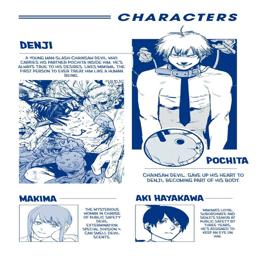 CHARACTERS
DENJI
A YOUNG MAN-SLASH-CHAINSAW DEVIL WHO
CARRIES HIS PARTNER POCHITA INSIDE HIM. HE'S
ALWAYS TRUE TO HIS DESIRES. LIKES MAKIMA, THE
FIRST PERSON TO EVER TREAT HIM LIKE A HUMAN
BEING.
POCHITA
CHAINSAW DEVIL. GAVE UP HIS HEART TO
DENJI, BECOMING PART OF HIS BODY.
MAKIMA
THE MYSTERIOUS
WOMAN IN CHARGE
OF PUBLIC SAFETY
DEVIL
EXTERMINATION
SPECIAL DIVISION 4.
CAN SMELL DEVIL
SCENTS.
AKI HAYAKAWA
MAKIMA'S LOYAL
SUBORDINATE AND
DENJI'S SENIOR AT
PUBLIC SAFETY BY
THREE YEARS.
HE'S ASSIGNED TO
KEEP AN EYE ON
HIM.